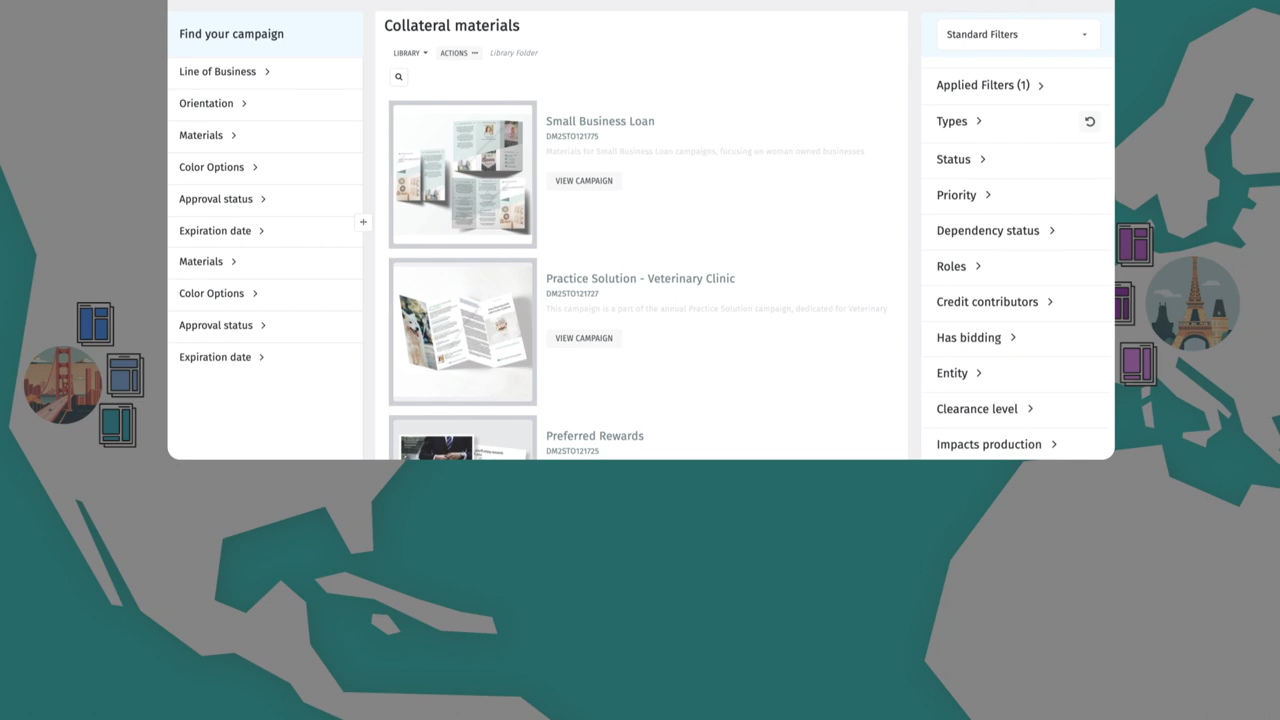 Find your campaign
Line of Business
Orientation
Materials
Color Options
Approval status
Expiration date
Materials
Color Options
Approval status
Expiration date
Collateral materials
LIBRARY
ACTIONS
Library Folder
Small Business Loan
DM2STO121775
Materials for Small Business Loan campaigns, focusing on woman owned businesses
VIEW CAMPAIGN
Practice Solution - Veterinary Clinic
DM2STO121727
This campaign is a part of the annual Practice Solution campaign, dedicated for Veterinary
VIEW CAMPAIGN
Preferred Rewards
DM2STO121725
Standard Filters
Applied Filters (1)
Types
Status
Priority
Dependency status
Roles
Credit contributors
Has bidding
Entity
Clearance level
Impacts production